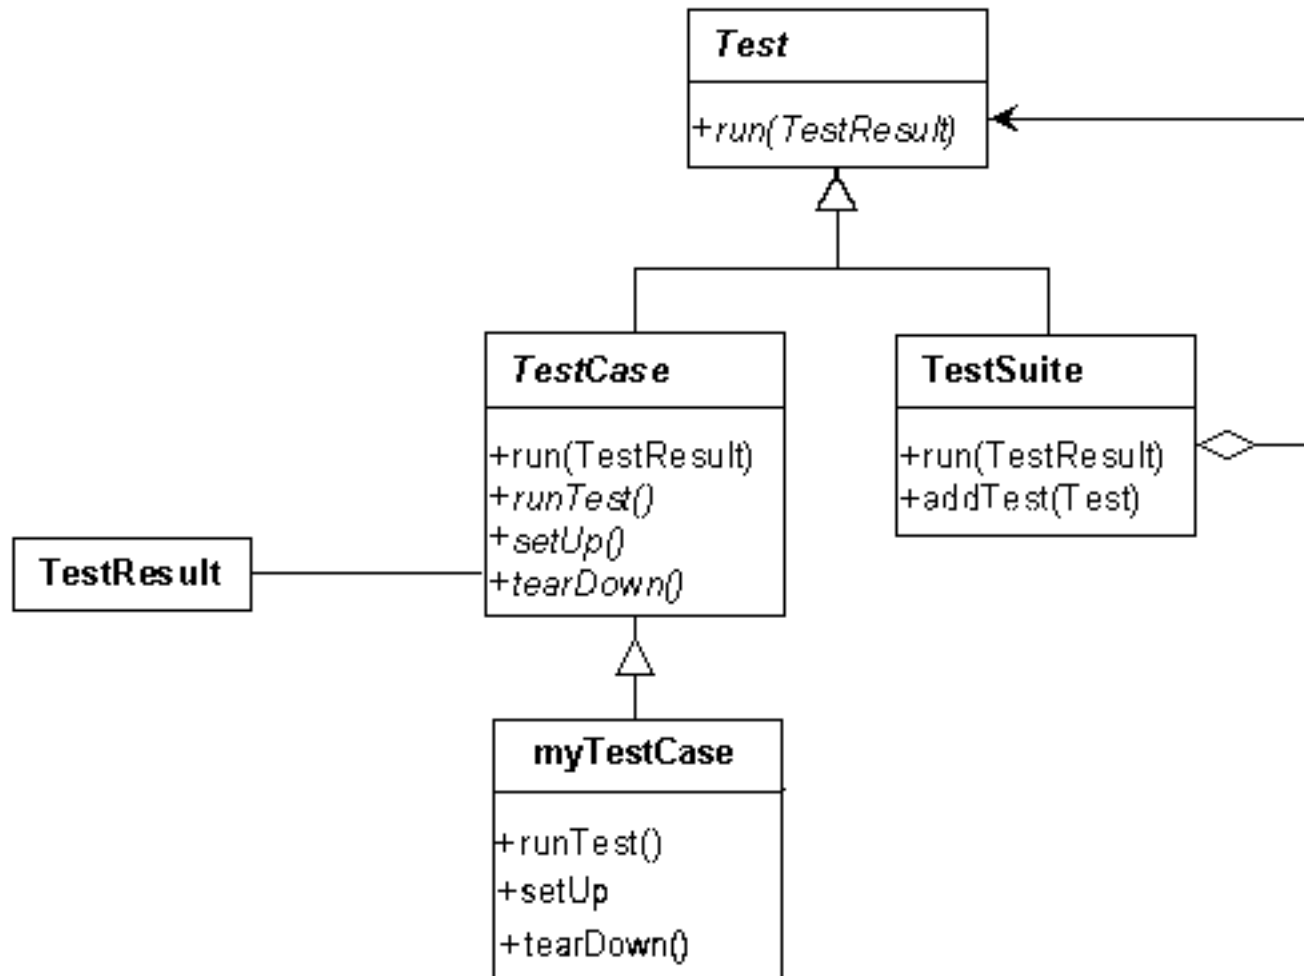 Test
+run(TestResult)
TestCase
+run(TestResult)
+runTest()
+setUp()
+tearDown()
TestSuite
+run(TestResult)
+addTest(Test)
TestResult
myTestCase
+runTest()
+setUp
+tearDown()